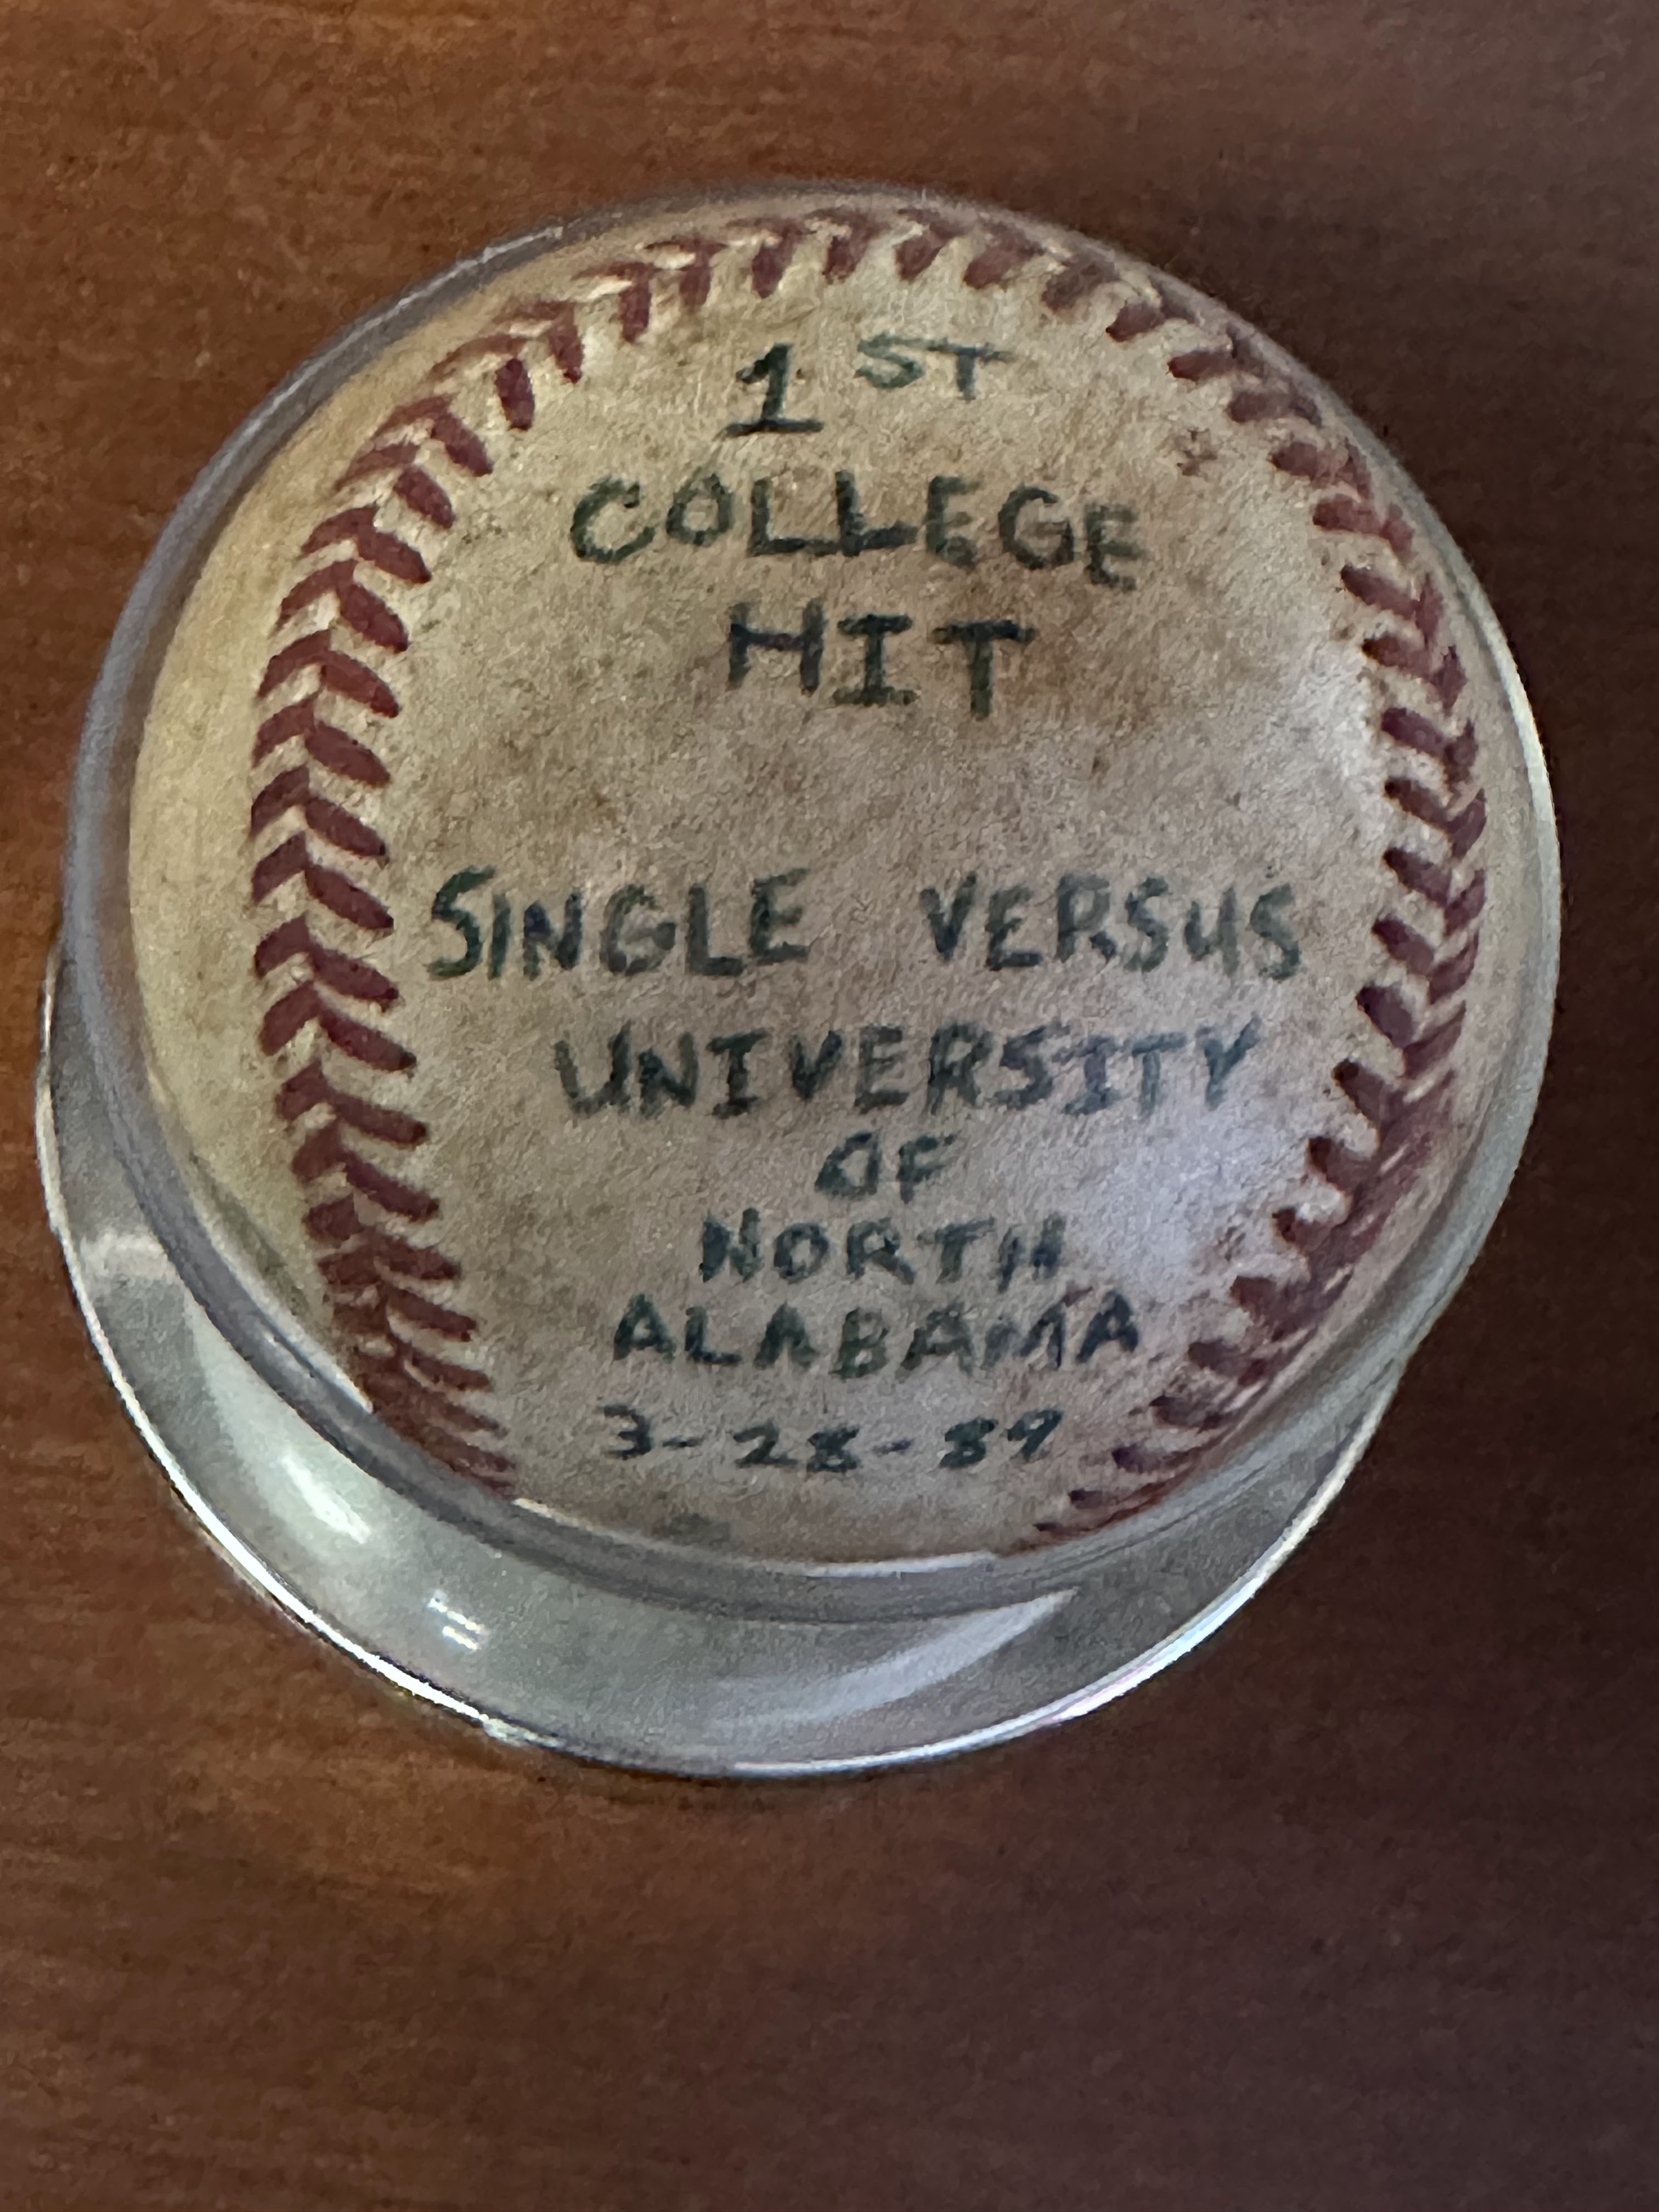 1ST
COLLEGE
HIT
SINGLE VERSUS
UNIVERSITY
OF
NORTH
ALABAMA
3-28-89